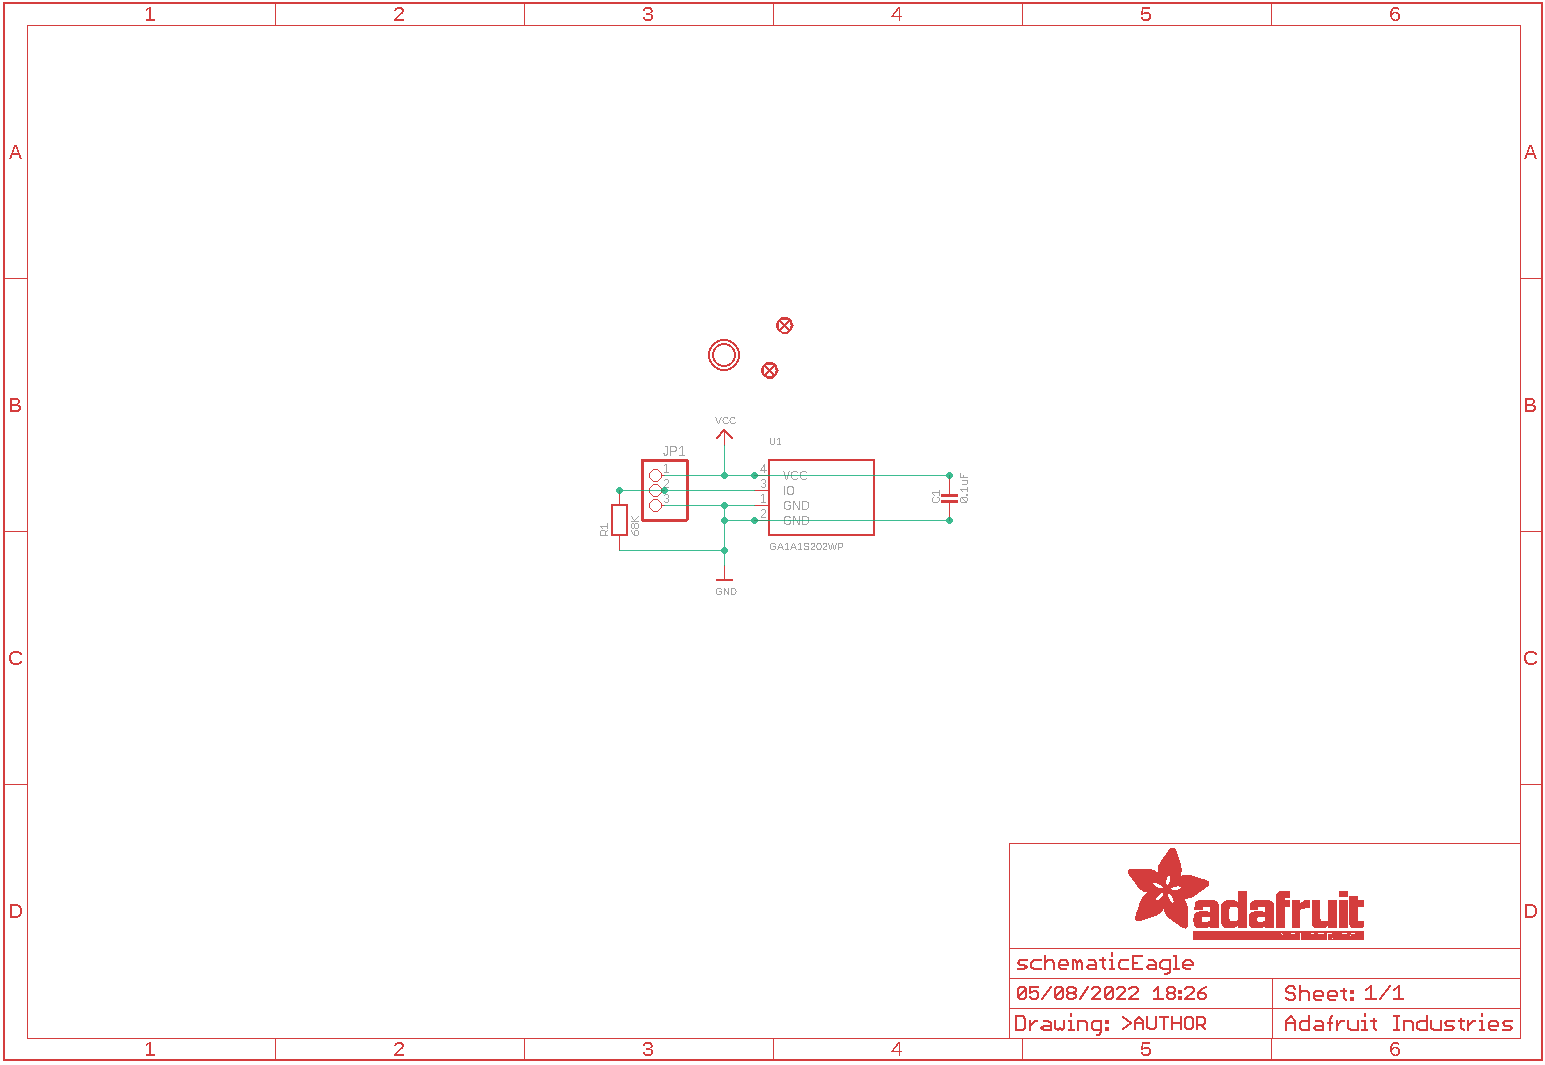 1 2 3 4 5 6
A A
B B
VCC
U1
JP1
1 4 VCC
2 3 IO
3 1 GND
2 GND
R1 68K
C1 0.1uF
GA1A1S202WP
GND
C C
D D
adafruit
schematicEagle
05/08/2022 18:26 Sheet: 1/1
Drawing: >AUTHOR Adafruit Industries
1 2 3 4 5 6